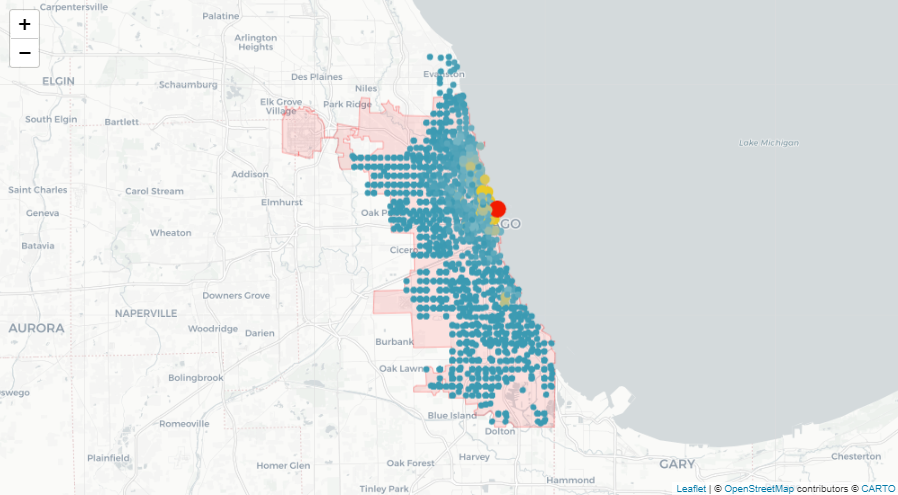 +
−
Carpentersville
Palatine
Arlington
Heights
Evanston
Des Plaines
ELGIN
Schaumburg
Niles
Elk Grove
Village
Park Ridge
South Elgin
Bartlett
Lake Michigan
Addison
Saint Charles
Carol Stream
Elmhurst
Geneva
Oak P
GO
Wheaton
Batavia
Cicero
Downers Grove
NAPERVILLE
AURORA
Woodridge
Darien
Burbank
Oak Lawn
Bolingbrook
swego
Blue Island
Romeoville
Dolton
Plainfield
Harvey
Chesterton
Homer Glen
Oak Forest
GARY
Hammond
Tinley Park
Leaflet | © OpenStreetMap contributors © CARTO